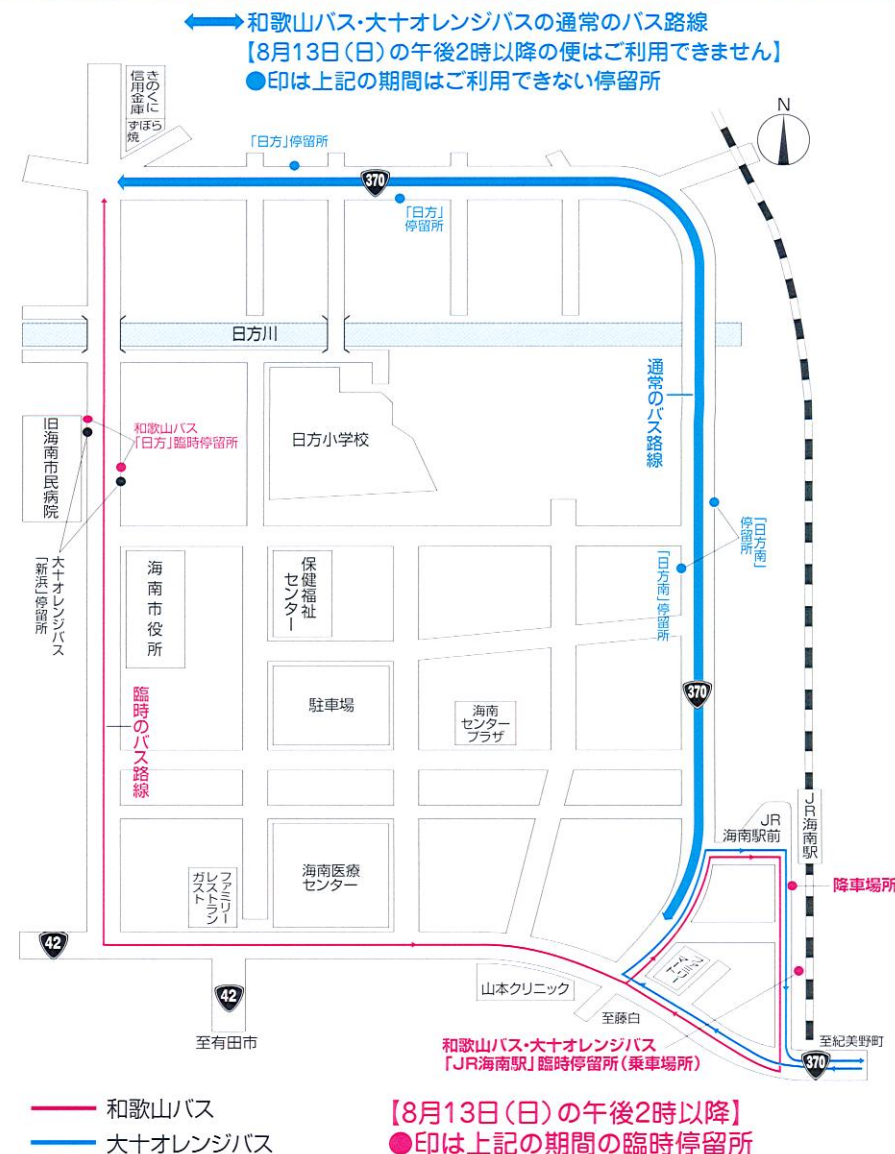 和歌山バス・大十オレンジバスの通常のバス路線
【8月13日(日)の午後2時以降の便はご利用できません】
●印は上記の期間はご利用できない停留所
きのくに
信用金庫
ずぼら
焼
「日方」停留所
N
370
「日方」
停留所
日方川
通常のバス路線
旧海南市民病院
和歌山バス
「日方」臨時停留所
日方小学校
「日方南」
停留所
「日方南」停留所
大十オレンジバス
「新浜」停留所
海南市役所
保健福祉
センター
370
臨時のバス路線
駐車場
海南
センター
プラザ
JR海南駅
JR
海南駅前
ファミリー
レストラン
ガスト
海南医療
センター
降車場所
42
ファミリー
マート
42
山本クリニック
至藤白
至有田市
和歌山バス・大十オレンジバス
「JR海南駅」臨時停留所(乗車場所)
至紀美野町
370
和歌山バス
大十オレンジバス
【8月13日(日)の午後2時以降】
●印は上記の期間の臨時停留所